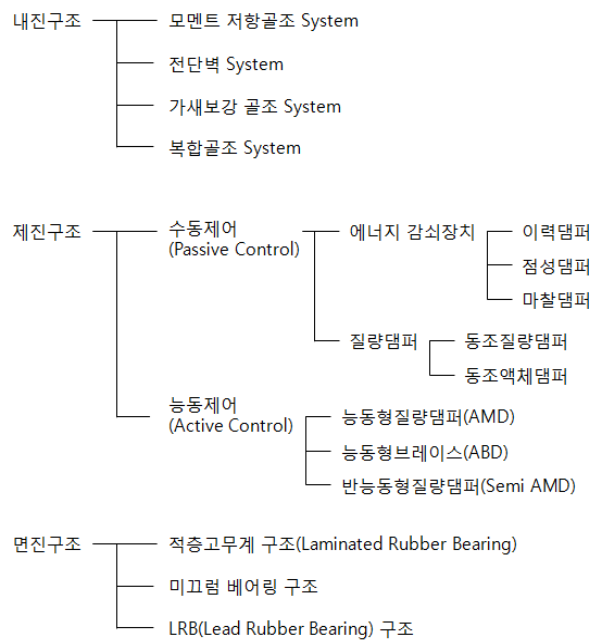 내진구조
모멘트 저항골조 System
전단벽 System
가새보강 골조 System
복합골조 System
제진구조
수동제어
(Passive Control)
에너지 감쇠장치
이력댐퍼
점성댐퍼
마찰댐퍼
질량댐퍼
동조질량댐퍼
동조액체댐퍼
능동제어
(Active Control)
능동형질량댐퍼(AMD)
능동형브레이스(ABD)
반능동형질량댐퍼(Semi AMD)
면진구조
적층고무계 구조(Laminated Rubber Bearing)
미끄럼 베어링 구조
LRB(Lead Rubber Bearing) 구조